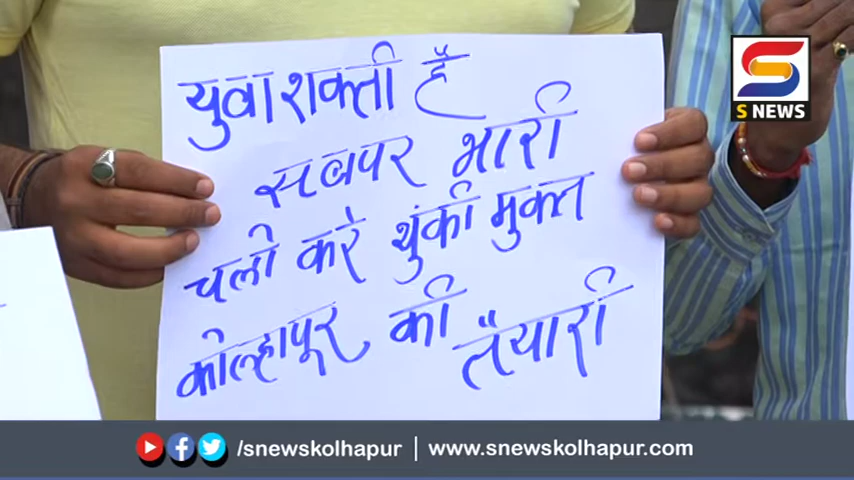 S NEWS
युवाशक्ती है
सबपर भारी
चलो करे थुंकी मुक्त
कोल्हापूर की तैयारी
/snewskolhapur | www.snewskolhapur.com